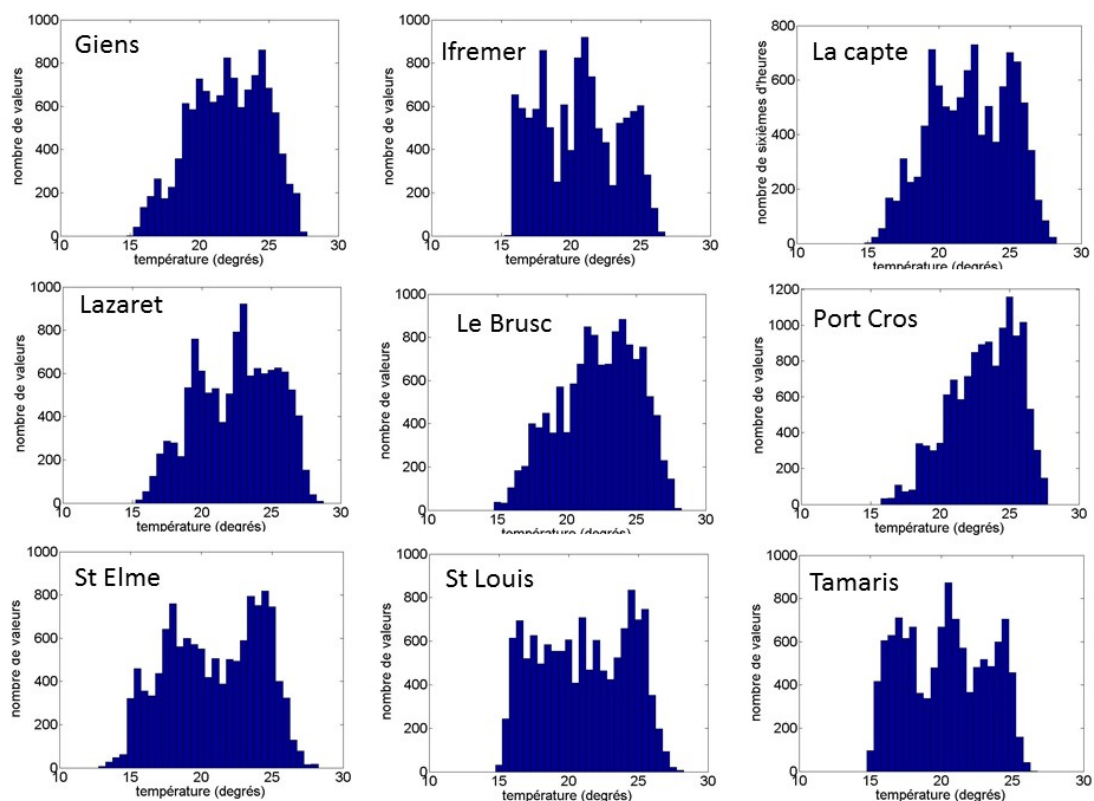 Giens
nombre de valeurs
1000
800
600
400
200
0
10 15 20 25 30
température (degrés)
Ifremer
nombre de valeurs
1000
800
600
400
200
0
10 15 20 25 30
température (degrés)
La capte
nombre de sixièmes d'heures
800
700
600
500
400
300
200
100
0
10 15 20 25 30
température (degrés)
Lazaret
nombre de valeurs
1000
800
600
400
200
0
10 15 20 25 30
température (degrés)
Le Brusc
nombre de valeurs
1000
800
600
400
200
0
10 15 20 25 30
température (degrés)
Port Cros
nombre de valeurs
1200
1000
800
600
400
200
0
10 15 20 25 30
température (degrés)
St Elme
nombre de valeurs
1000
800
600
400
200
0
10 15 20 25 30
température (degrés)
St Louis
nombre de valeurs
1000
800
600
400
200
0
10 15 20 25 30
température (degrés)
Tamaris
nombre de valeurs
1000
800
600
400
200
0
10 15 20 25 30
température (degrés)